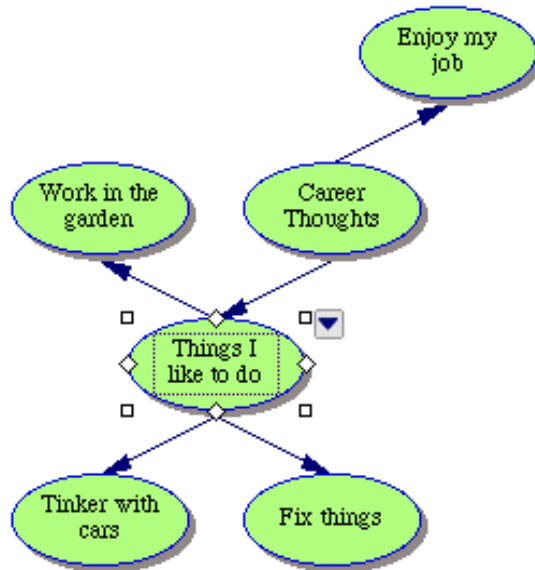 Enjoy my
job
Work in the
garden
Career
Thoughts
Things I
like to do
Tinker with
cars
Fix things